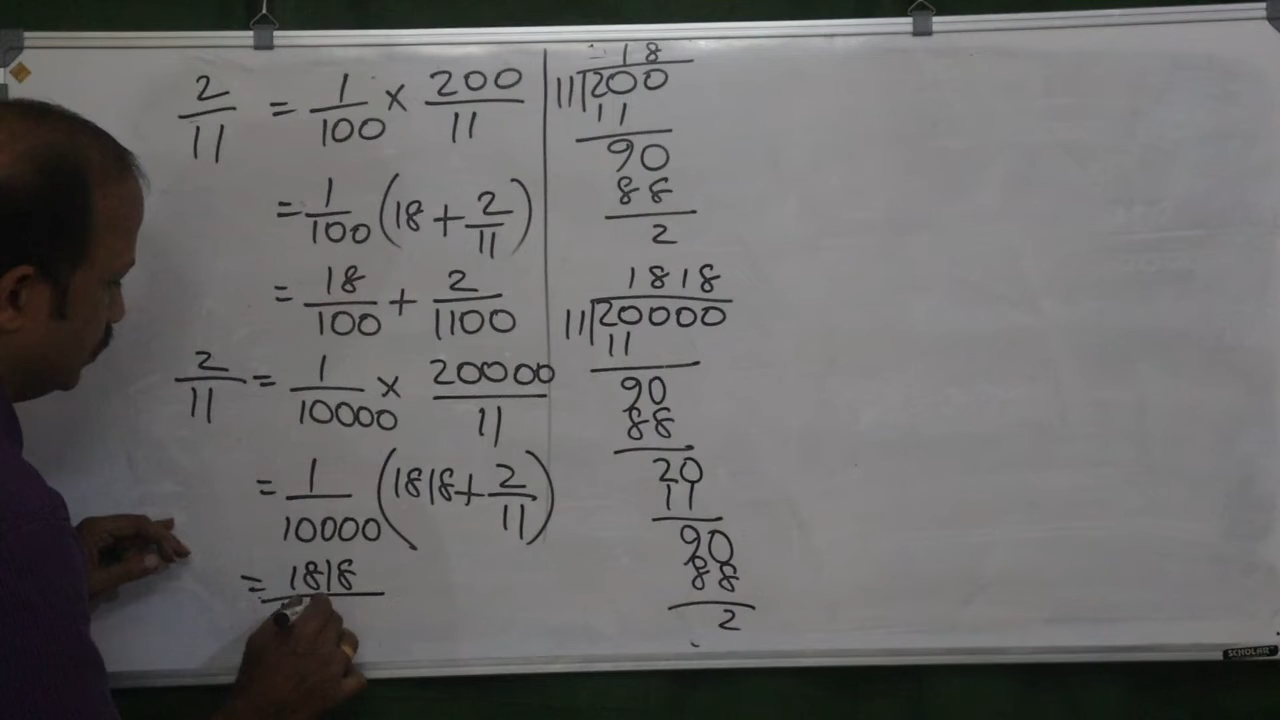 2/11 = 1/100 × 200/11
= 1/100 (18 + 2/11)
= 18/100 + 2/1100
2/11 = 1/10000 × 20000/11
= 1/10000 (1818 + 2/11)
= 1818
18
11 200
11
90
88
2
1818
11 20000
11
90
88
20
11
90
88
2
SCHOLAR